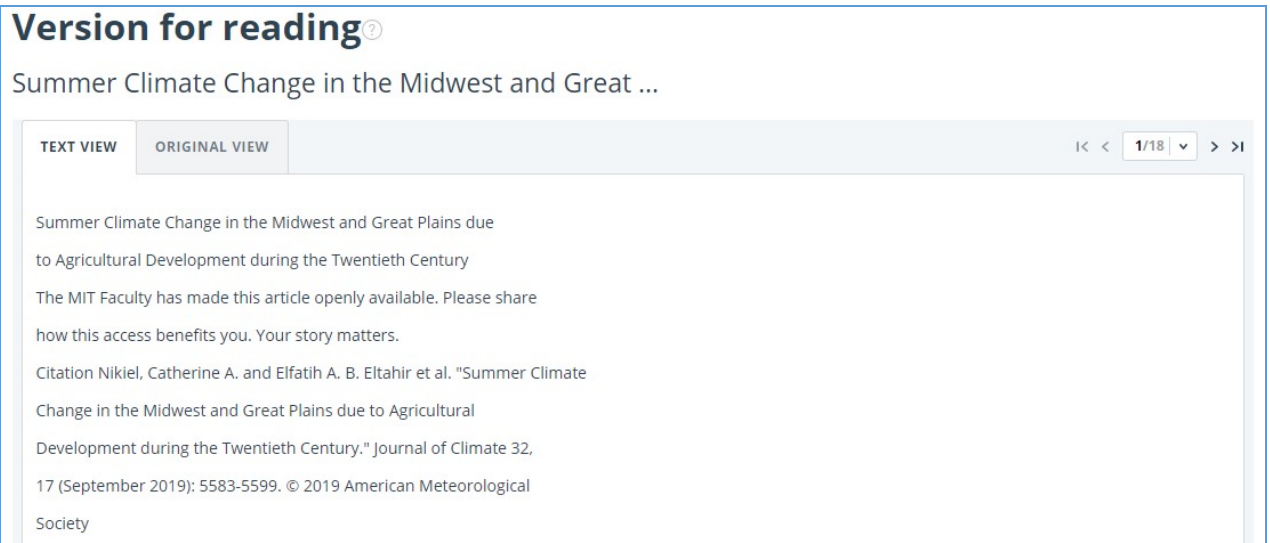 Version for reading
Summer Climate Change in the Midwest and Great ...
TEXT VIEW
ORIGINAL VIEW
1/18
Summer Climate Change in the Midwest and Great Plains due
to Agricultural Development during the Twentieth Century
The MIT Faculty has made this article openly available. Please share
how this access benefits you. Your story matters.
Citation Nikiel, Catherine A. and Elfatih A. B. Eltahir et al. "Summer Climate
Change in the Midwest and Great Plains due to Agricultural
Development during the Twentieth Century." Journal of Climate 32,
17 (September 2019): 5583-5599. © 2019 American Meteorological
Society